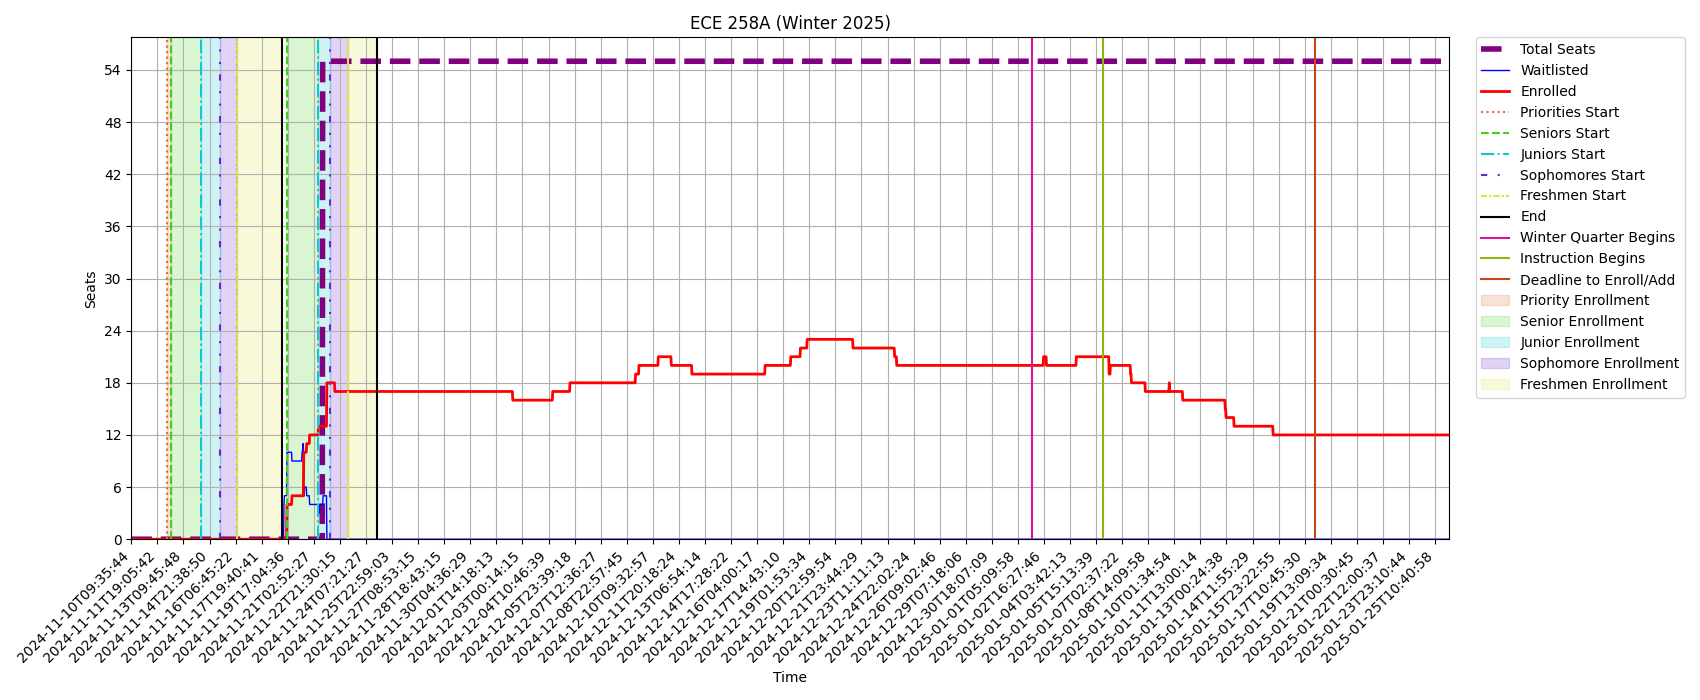 ECE 258A (Winter 2025)
Seats
54
48
42
36
30
24
18
12
6
0
2024-11-10T09:35:44
2024-11-11T19:05:42
2024-11-13T09:45:48
2024-11-14T21:38:50
2024-11-16T06:45:22
2024-11-17T19:40:41
2024-11-19T17:04:36
2024-11-21T02:52:27
2024-11-22T21:30:15
2024-11-24T07:21:27
2024-11-25T22:59:03
2024-11-27T08:53:15
2024-11-28T18:43:15
2024-11-30T04:36:29
2024-12-01T14:18:13
2024-12-03T00:14:15
2024-12-04T10:46:39
2024-12-05T23:39:18
2024-12-07T12:36:27
2024-12-08T22:57:45
2024-12-10T09:32:57
2024-12-11T20:18:24
2024-12-13T06:54:14
2024-12-14T17:28:22
2024-12-16T04:00:17
2024-12-17T14:43:10
2024-12-19T01:53:34
2024-12-20T12:59:54
2024-12-21T23:44:29
2024-12-23T11:11:13
2024-12-24T22:02:24
2024-12-26T09:02:46
2024-12-29T07:18:06
2024-12-30T18:07:09
2025-01-01T05:09:58
2025-01-02T16:27:46
2025-01-04T03:42:13
2025-01-05T15:13:39
2025-01-07T02:37:22
2025-01-08T14:09:58
2025-01-10T01:34:54
2025-01-11T13:00:14
2025-01-13T00:24:38
2025-01-14T11:55:29
2025-01-15T23:22:55
2025-01-17T10:45:30
2025-01-19T13:09:34
2025-01-21T00:30:45
2025-01-22T12:00:37
2025-01-23T23:10:44
2025-01-25T10:40:58
Time
Total Seats
Waitlisted
Enrolled
Priorities Start
Seniors Start
Juniors Start
Sophomores Start
Freshmen Start
End
Winter Quarter Begins
Instruction Begins
Deadline to Enroll/Add
Priority Enrollment
Senior Enrollment
Junior Enrollment
Sophomore Enrollment
Freshmen Enrollment